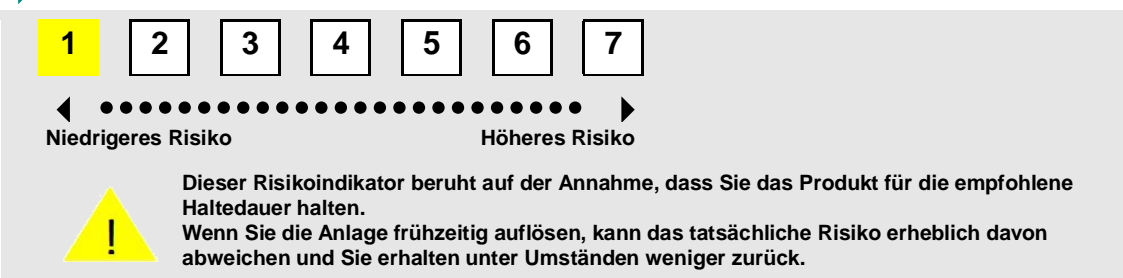 1 2 3 4 5 6 7
Niedrigeres Risiko Höheres Risiko
Dieser Risikoindikator beruht auf der Annahme, dass Sie das Produkt für die empfohlene
Haltedauer halten.
! Wenn Sie die Anlage frühzeitig auflösen, kann das tatsächliche Risiko erheblich davon
abweichen und Sie erhalten unter Umständen weniger zurück.